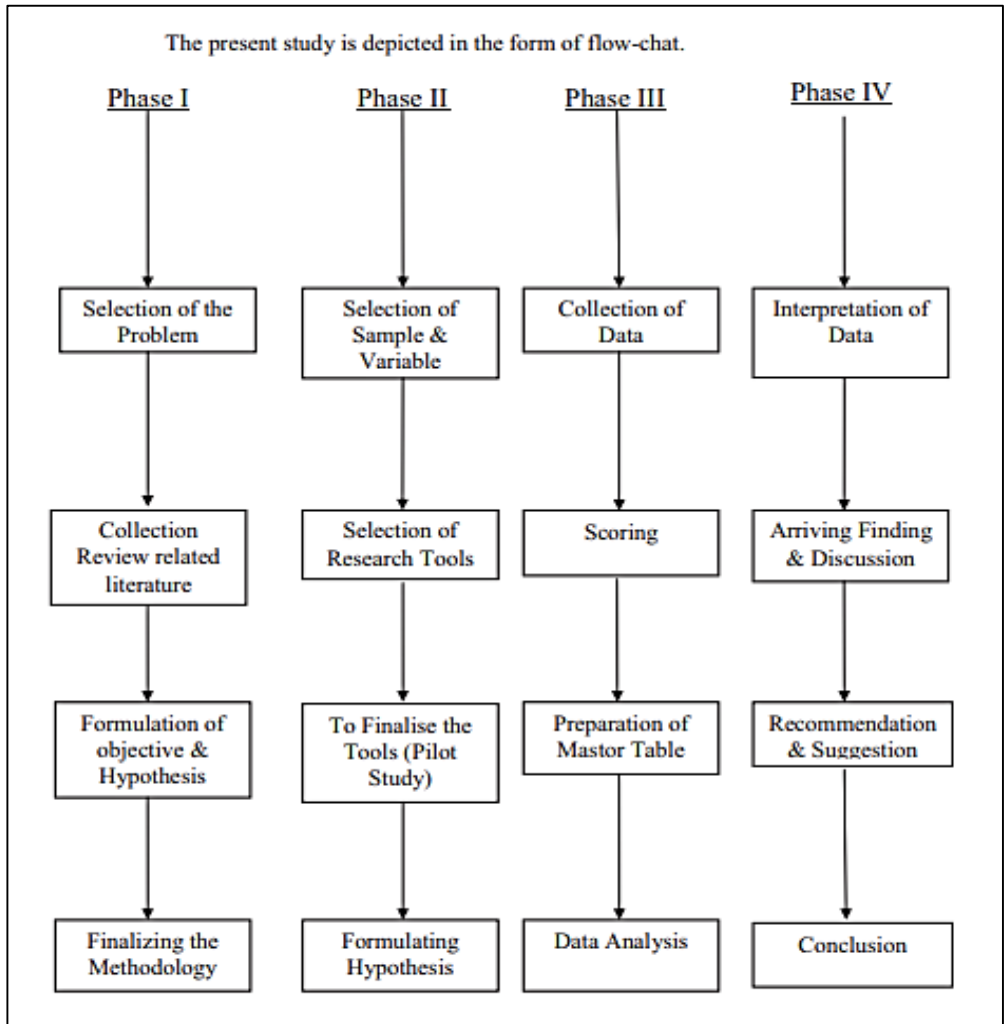 The present study is depicted in the form of flow-chat.
Phase I
Phase II
Phase III
Phase IV
Selection of the
Problem
Selection of
Sample &
Variable
Collection of
Data
Interpretation of
Data
Collection
Review related
literature
Selection of
Research Tools
Scoring
Arriving Finding
& Discussion
Formulation of
objective &
Hypothesis
To Finalise the
Tools (Pilot
Study)
Preparation of
Mastor Table
Recommendation
& Suggestion
Finalizing the
Methodology
Formulating
Hypothesis
Data Analysis
Conclusion